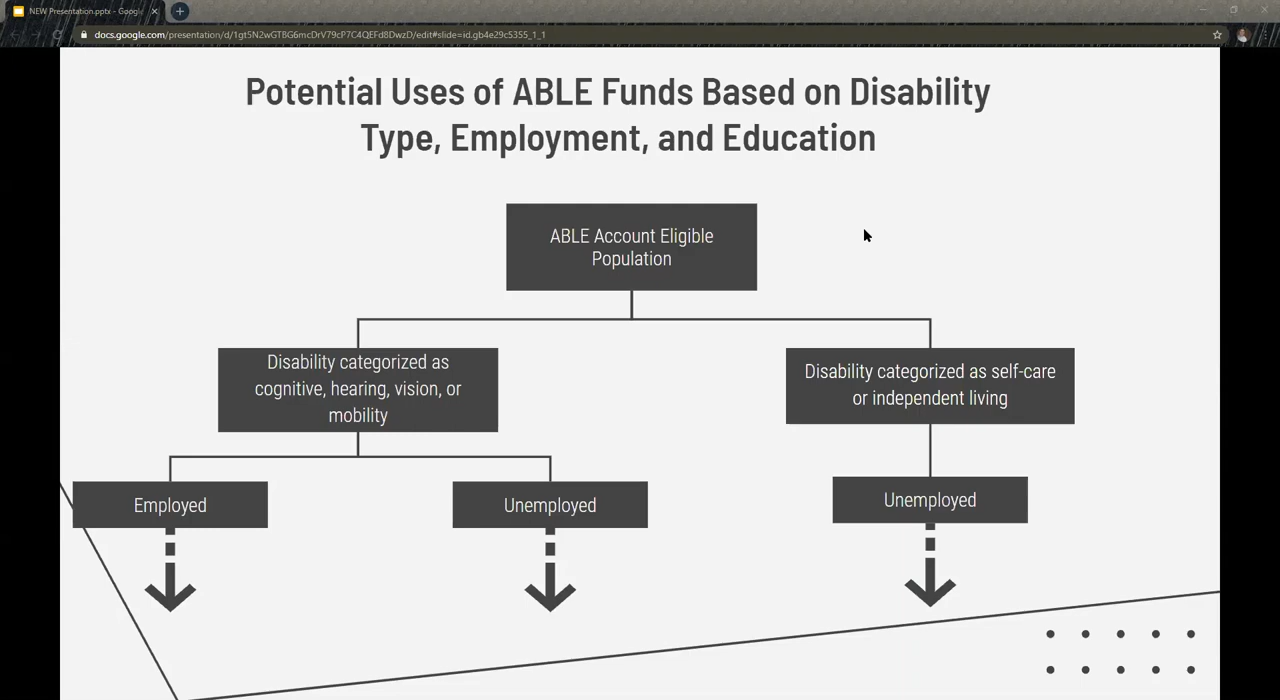 NEW Presentation.pptx - Googl
docs.google.com/presentation/d/1gt5N2wGTBG6mcDrV79cP7C4QEFd8DwzD/edit#slide=id.gb4e29c5355_1_1
Potential Uses of ABLE Funds Based on Disability
Type, Employment, and Education
ABLE Account Eligible
Population
Disability categorized as
cognitive, hearing, vision, or
mobility
Disability categorized as self-care
or independent living
Employed
Unemployed
Unemployed